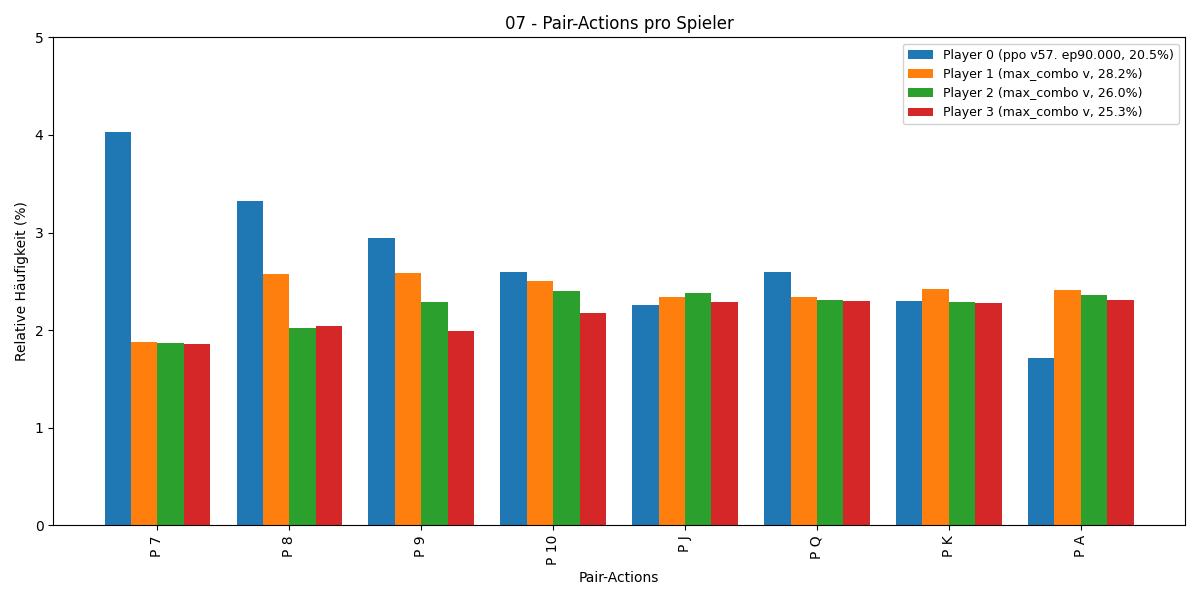 07 - Pair-Actions pro Spieler
Player 0 (ppo v57. ep90.000, 20.5%)
Player 1 (max_combo v, 28.2%)
Player 2 (max_combo v, 26.0%)
Player 3 (max_combo v, 25.3%)
Relative Häufigkeit (%)
5
4
3
2
1
0
P 7
P 8
P 9
P 10
P J
P Q
P K
P A
Pair-Actions